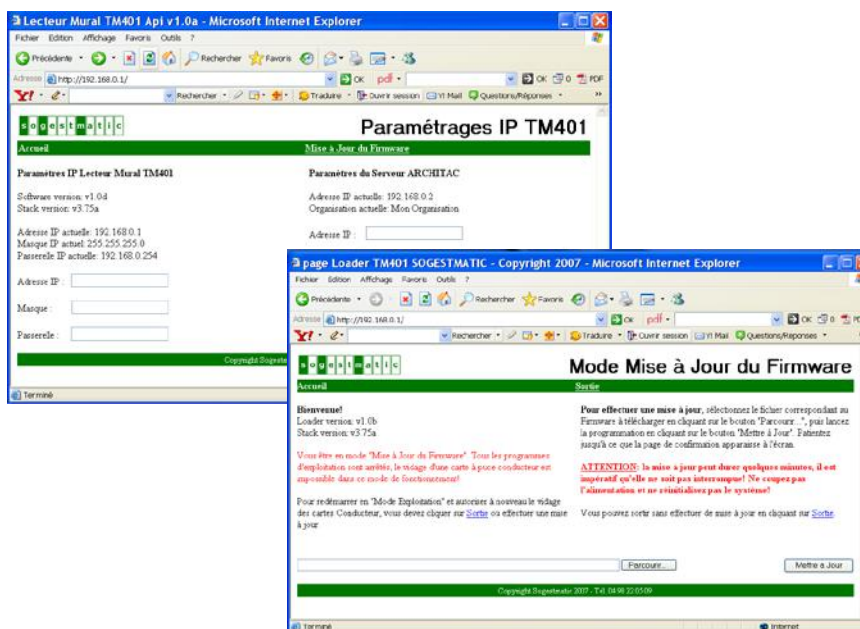 Lecteur Mural TM401 Api v1.0a - Microsoft Internet Explorer
Fichier Edition Affichage Favoris Outils ?
Précédente Rechercher Favoris
Adresse http://192.168.0.1/ OK pdf OK 0 PDF
Y! Rechercher Traduire Ouvrir session Y! Mail Questions/Réponses »
sogestmatic
Paramétrages IP TM401
Accueil Mise à Jour du Firmware
Paramètres IP Lecteur Mural TM401 Paramètres du Serveur ARCHITAC
Software version: v1.0d Adresse IP actuelle: 192.168.0.2
Stack version: v3.75a Organisation actuelle: Mon Organisation
Adresse IP actuelle: 192.168.0.1 Adresse IP :
Masque IP actuel: 255.255.255.0
Passerelle IP actuelle: 192.168.0.254
Adresse IP :
Masque :
Passerele :
Copyright
Terminé
page Loader TM401 SOGESTMATIC - Copyright 2007 - Microsoft Internet Explorer
Fichier Edition Affichage Favoris Outils ?
Précédente Rechercher Favoris
Adresse http://192.168.0.1/ OK pdf OK 0
Y! Rechercher Traduire Ouvrir session Y! Mail Questions/Réponses
sogestmatic
Mode Mise à Jour du Firmware
Accueil Sortie
Bienvenue!
Loader version: v1.0b
Stack version: v3.75a
Vous être en mode "Mise à Jour du Firmware". Tous les programmes
d'exploitation sont arrêtés, le vidage d'une carte à puce conducteur est
impossible dans ce mode de fonctionnement!
Pour redémarrer en "Mode Exploitation" et autoriser à nouveau le vidage
des cartes Conducteur, vous devez cliquer sur Sortie ou effectuer une mise
à jour
Pour effectuer une mise à jour, sélectionnez le fichier correspondant au
Firmware à télécharger en cliquant sur le bouton "Parcourir...", puis lancez
la programmation en cliquant sur le bouton "Mettre à Jour". Patientez
jusqu'à ce que la page de confirmation apparaisse à l'écran.
ATTENTION: la mise à jour peut durer quelques minutes, il est
impératif qu'elle ne soit pas interrompue! Ne coupez pas
l'alimentation et ne réinitialisez pas le système!
Vous pouvez sortir sans effectuer de mise à jour en cliquant sur Sortie.
Parcourir... Mettre à Jour
Copyright Sogestmatic 2007 - Tél. 04 98 22 05 09
Terminé Internet